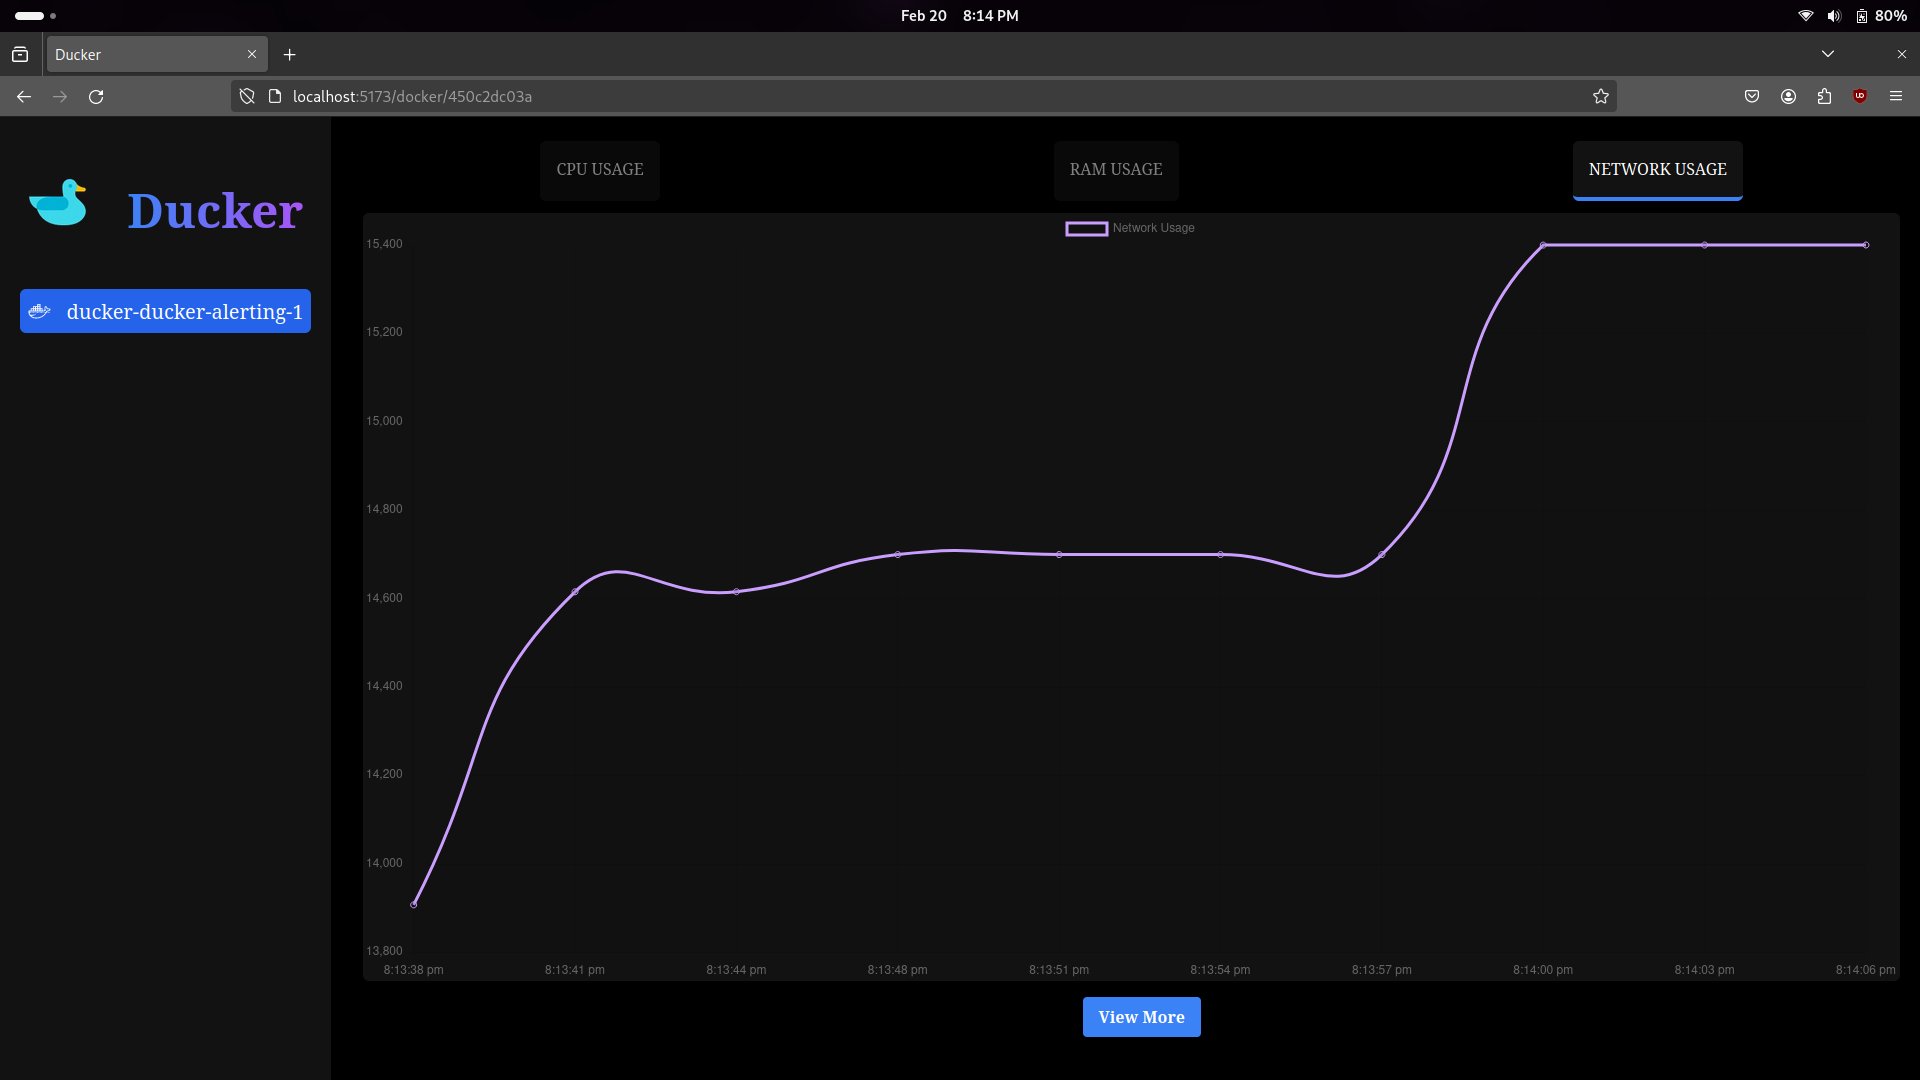 Feb 20 8:14 PM
80%
Ducker
localhost:5173/docker/450c2dc03a
Ducker
ducker-ducker-alerting-1
CPU USAGE
RAM USAGE
NETWORK USAGE
Network Usage
15,400
15,200
15,000
14,800
14,600
14,400
14,200
14,000
13,800
8:13:38 pm
8:13:41 pm
8:13:44 pm
8:13:48 pm
8:13:51 pm
8:13:54 pm
8:13:57 pm
8:14:00 pm
8:14:03 pm
8:14:06 pm
View More